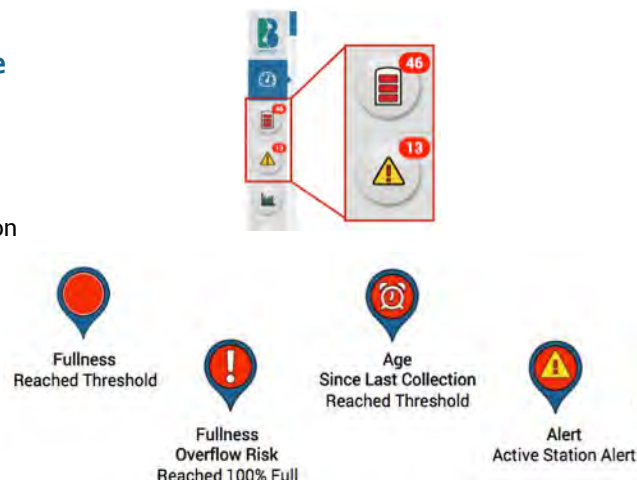 e
46
13
46
13
on
Fullness
Reached Threshold
Fullness
Overflow Risk
Reached 100% Full
Age
Since Last Collection
Reached Threshold
Alert
Active Station Alert